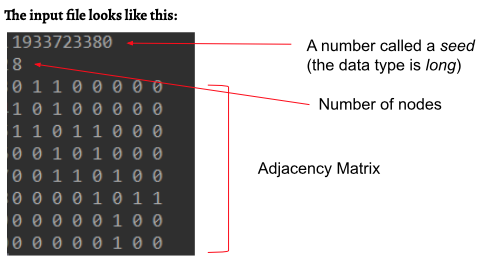 The input file looks like this:
1933723380
8
0 1 1 0 0 0 0 0
1 0 1 0 0 0 0 0
1 1 0 1 1 0 0 0
0 0 1 0 1 0 0 0
0 0 1 1 0 1 0 0
0 0 0 0 1 0 1 1
0 0 0 0 0 1 0 0
0 0 0 0 0 1 0 0
A number called a seed
(the data type is long)
Number of nodes
Adjacency Matrix